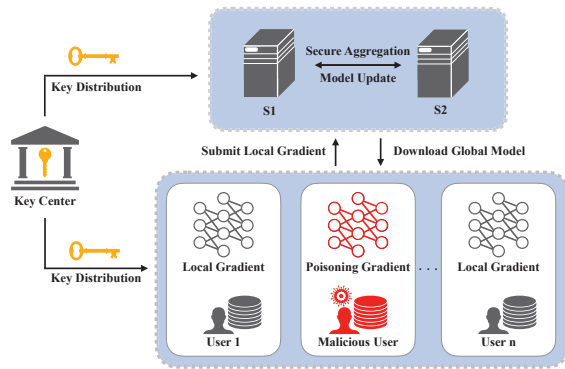 Key Distribution
Secure Aggregation
Model Update
S1
S2
Submit Local Gradient
Download Global Model
Key Center
Key Distribution
Local Gradient
Poisoning Gradient
. . .
Local Gradient
User 1
Malicious User
User n